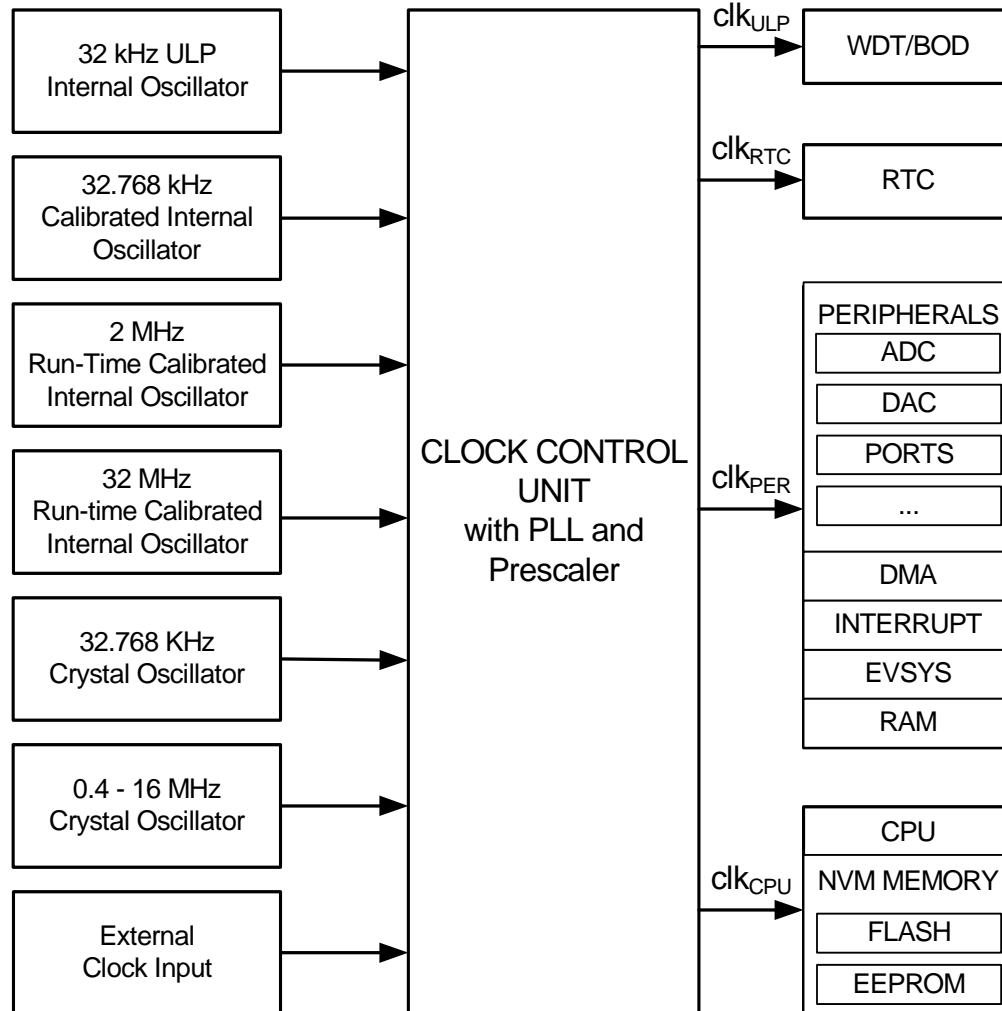 32 kHz ULP
Internal Oscillator
32.768 kHz
Calibrated Internal
Oscillator
2 MHz
Run-Time Calibrated
Internal Oscillator
32 MHz
Run-time Calibrated
Internal Oscillator
32.768 KHz
Crystal Oscillator
0.4 - 16 MHz
Crystal Oscillator
External
Clock Input
CLOCK CONTROL
UNIT
with PLL and
Prescaler
clkULP
clkRTC
clkPER
clkCPU
WDT/BOD
RTC
PERIPHERALS
ADC
DAC
PORTS
...
DMA
INTERRUPT
EVSYS
RAM
CPU
NVM MEMORY
FLASH
EEPROM